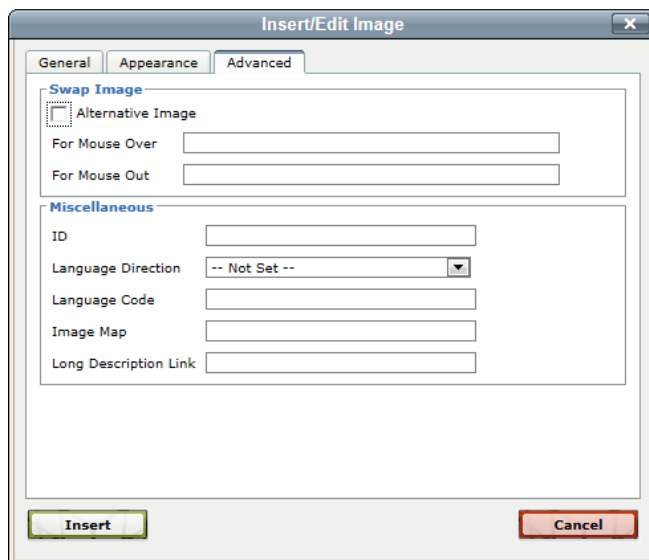 Insert/Edit Image
General Appearance Advanced
Swap Image
Alternative Image
For Mouse Over
For Mouse Out
Miscellaneous
ID
Language Direction -- Not Set --
Language Code
Image Map
Long Description Link
Insert Cancel